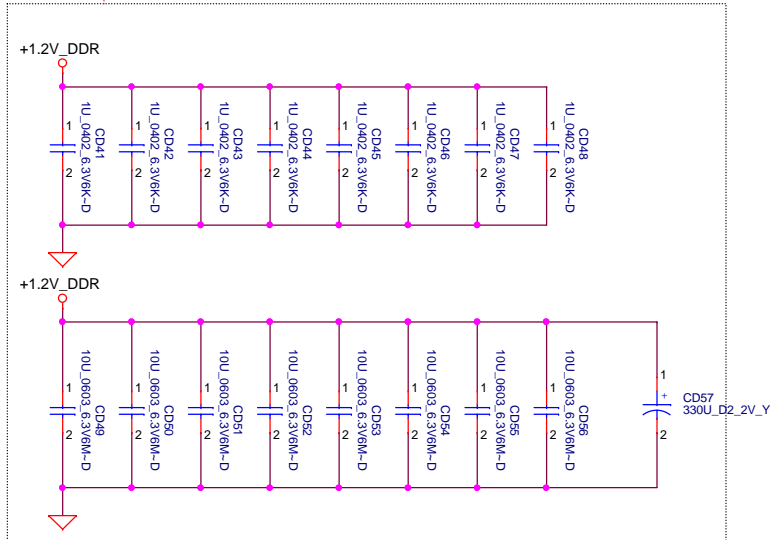 +1.2V_DDR
1
2
CD41
1U_0402_6.3V6K~D
1
2
CD42
1U_0402_6.3V6K~D
1
2
CD43
1U_0402_6.3V6K~D
1
2
CD44
1U_0402_6.3V6K~D
1
2
CD45
1U_0402_6.3V6K~D
1
2
CD46
1U_0402_6.3V6K~D
1
2
CD47
1U_0402_6.3V6K~D
1
2
CD48
1U_0402_6.3V6K~D
+1.2V_DDR
1
2
CD49
10U_0603_6.3V6M~D
1
2
CD50
10U_0603_6.3V6M~D
1
2
CD51
10U_0603_6.3V6M~D
1
2
CD52
10U_0603_6.3V6M~D
1
2
CD53
10U_0603_6.3V6M~D
1
2
CD54
10U_0603_6.3V6M~D
1
2
CD55
10U_0603_6.3V6M~D
1
2
CD56
10U_0603_6.3V6M~D
1
+
2
CD57
330U_D2_2V_Y